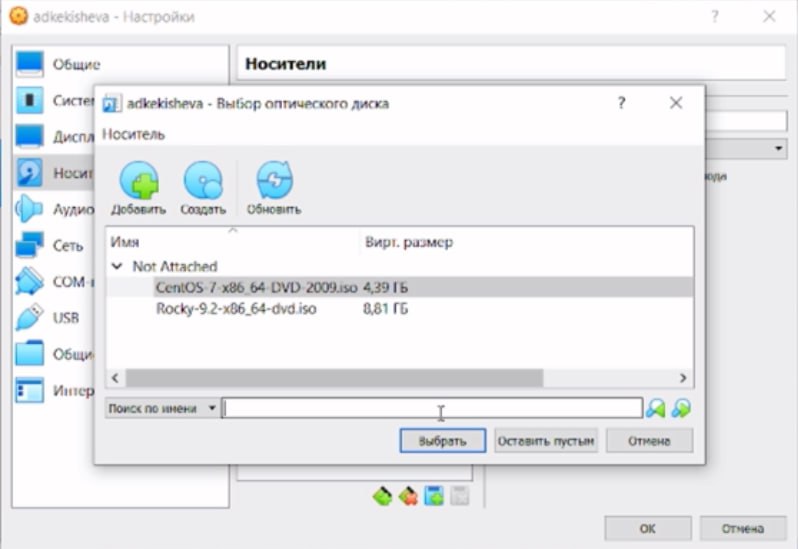 adkekisheva - Настройки
?
Общие
Носители
Систе
adkekisheva - Выбор оптического диска
?
Диспл
Носитель
Носит
Добавить Создать Обновить
Аудио
Имя Вирт. размер
Сеть
Not Attached
COM-
CentOS-7-x86_64-DVD-2009.iso 4,39 ГБ
Rocky-9.2-x86_64-dvd.iso 8,81 ГБ
USB
Общи
Интер
Поиск по имени
Выбрать Оставить пустым Отмена
OK Отмена